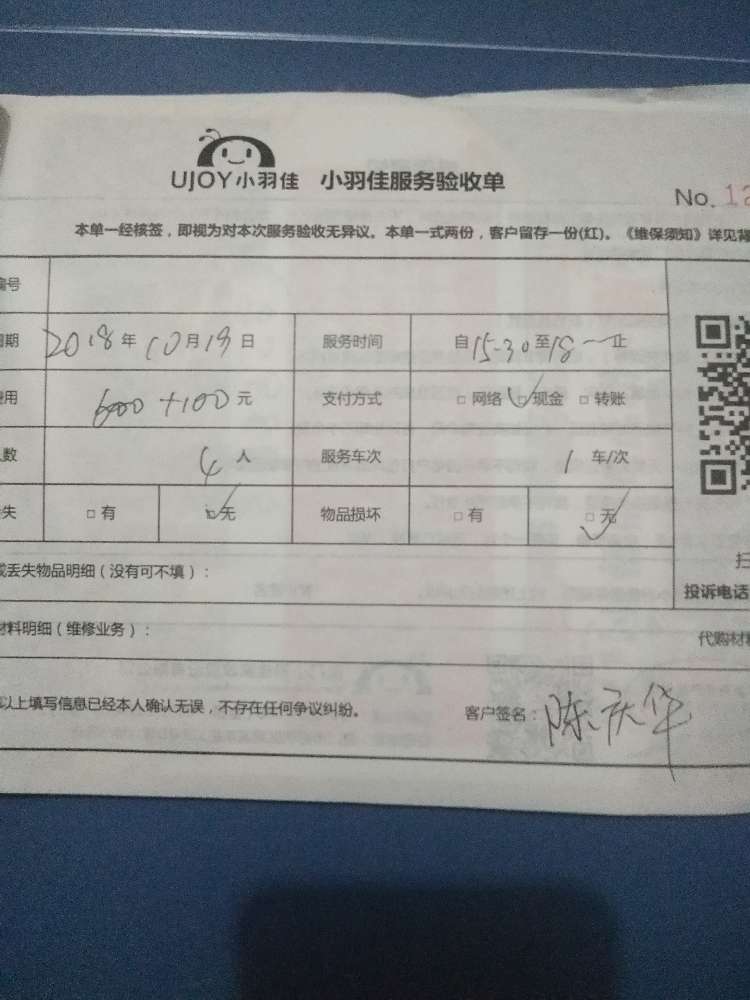 UJOY小羽佳 小羽佳服务验收单
No. 12
本单一经核签，即视为对本次服务验收无异议。本单一式两份，客户留存一份(红)。《维保须知》详见背
编号
日期 2018年10月19日 服务时间 自15-30至18一止
费用 600+100元 支付方式 □网络 □现金 □转账
人数 4人 服务车次 1车/次
失 □有 □无 物品损坏 □有 □无
或丢失物品明细（没有可不填）：
扫
投诉电话
材料明细（维修业务）：
代购材料
以上填写信息已经本人确认无误，不存在任何争议纠纷。 客户签名：陈庆华